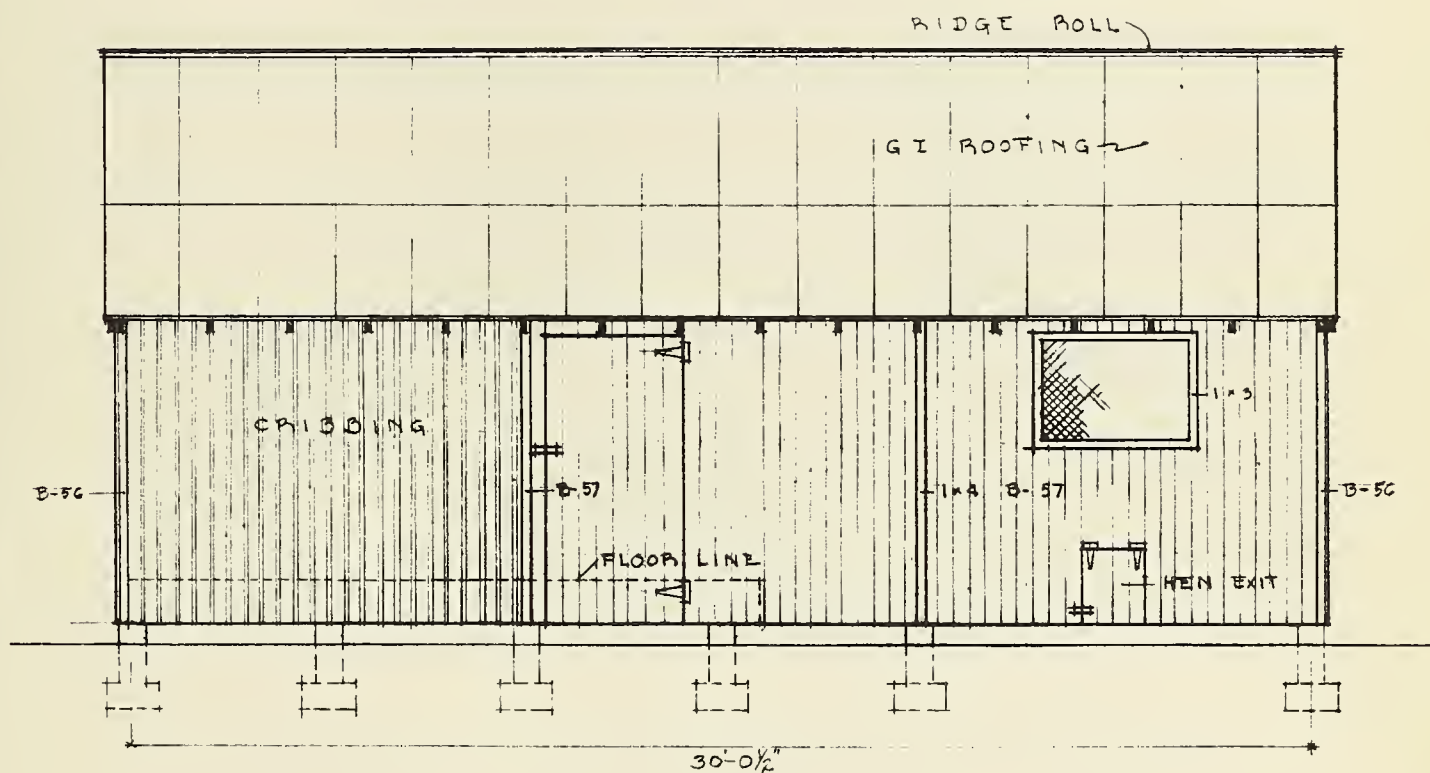 RIDGE ROLL
GI ROOFING
CRIBBING
1×3
B-56
B-57
1×4 B-57
B-56
FLOOR LINE
HEN EXIT
30'-0½"